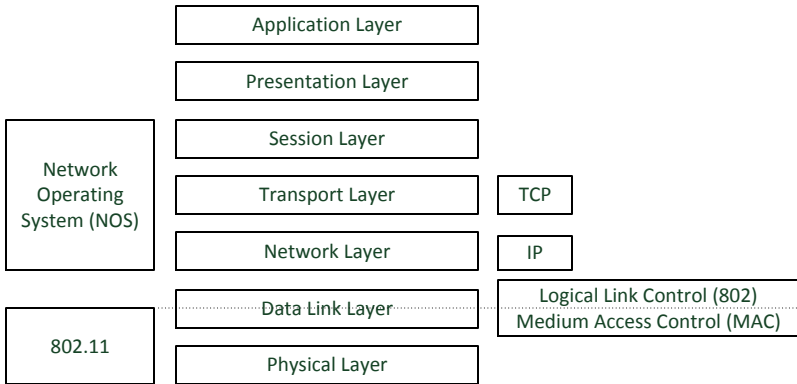 Application Layer
Presentation Layer
Session Layer
Network
Operating
System (NOS)
Transport Layer
TCP
Network Layer
IP
Data Link Layer
Logical Link Control (802)
Medium Access Control (MAC)
802.11
Physical Layer